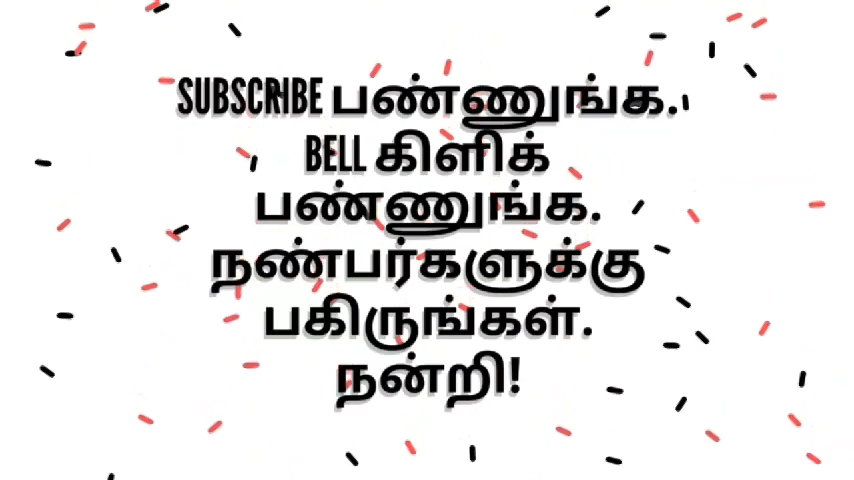 SUBSCRIBE பண்ணுங்க.
BELL கிளிக்
பண்ணுங்க.
நண்பர்களுக்கு
பகிருங்கள்.
நன்றி!